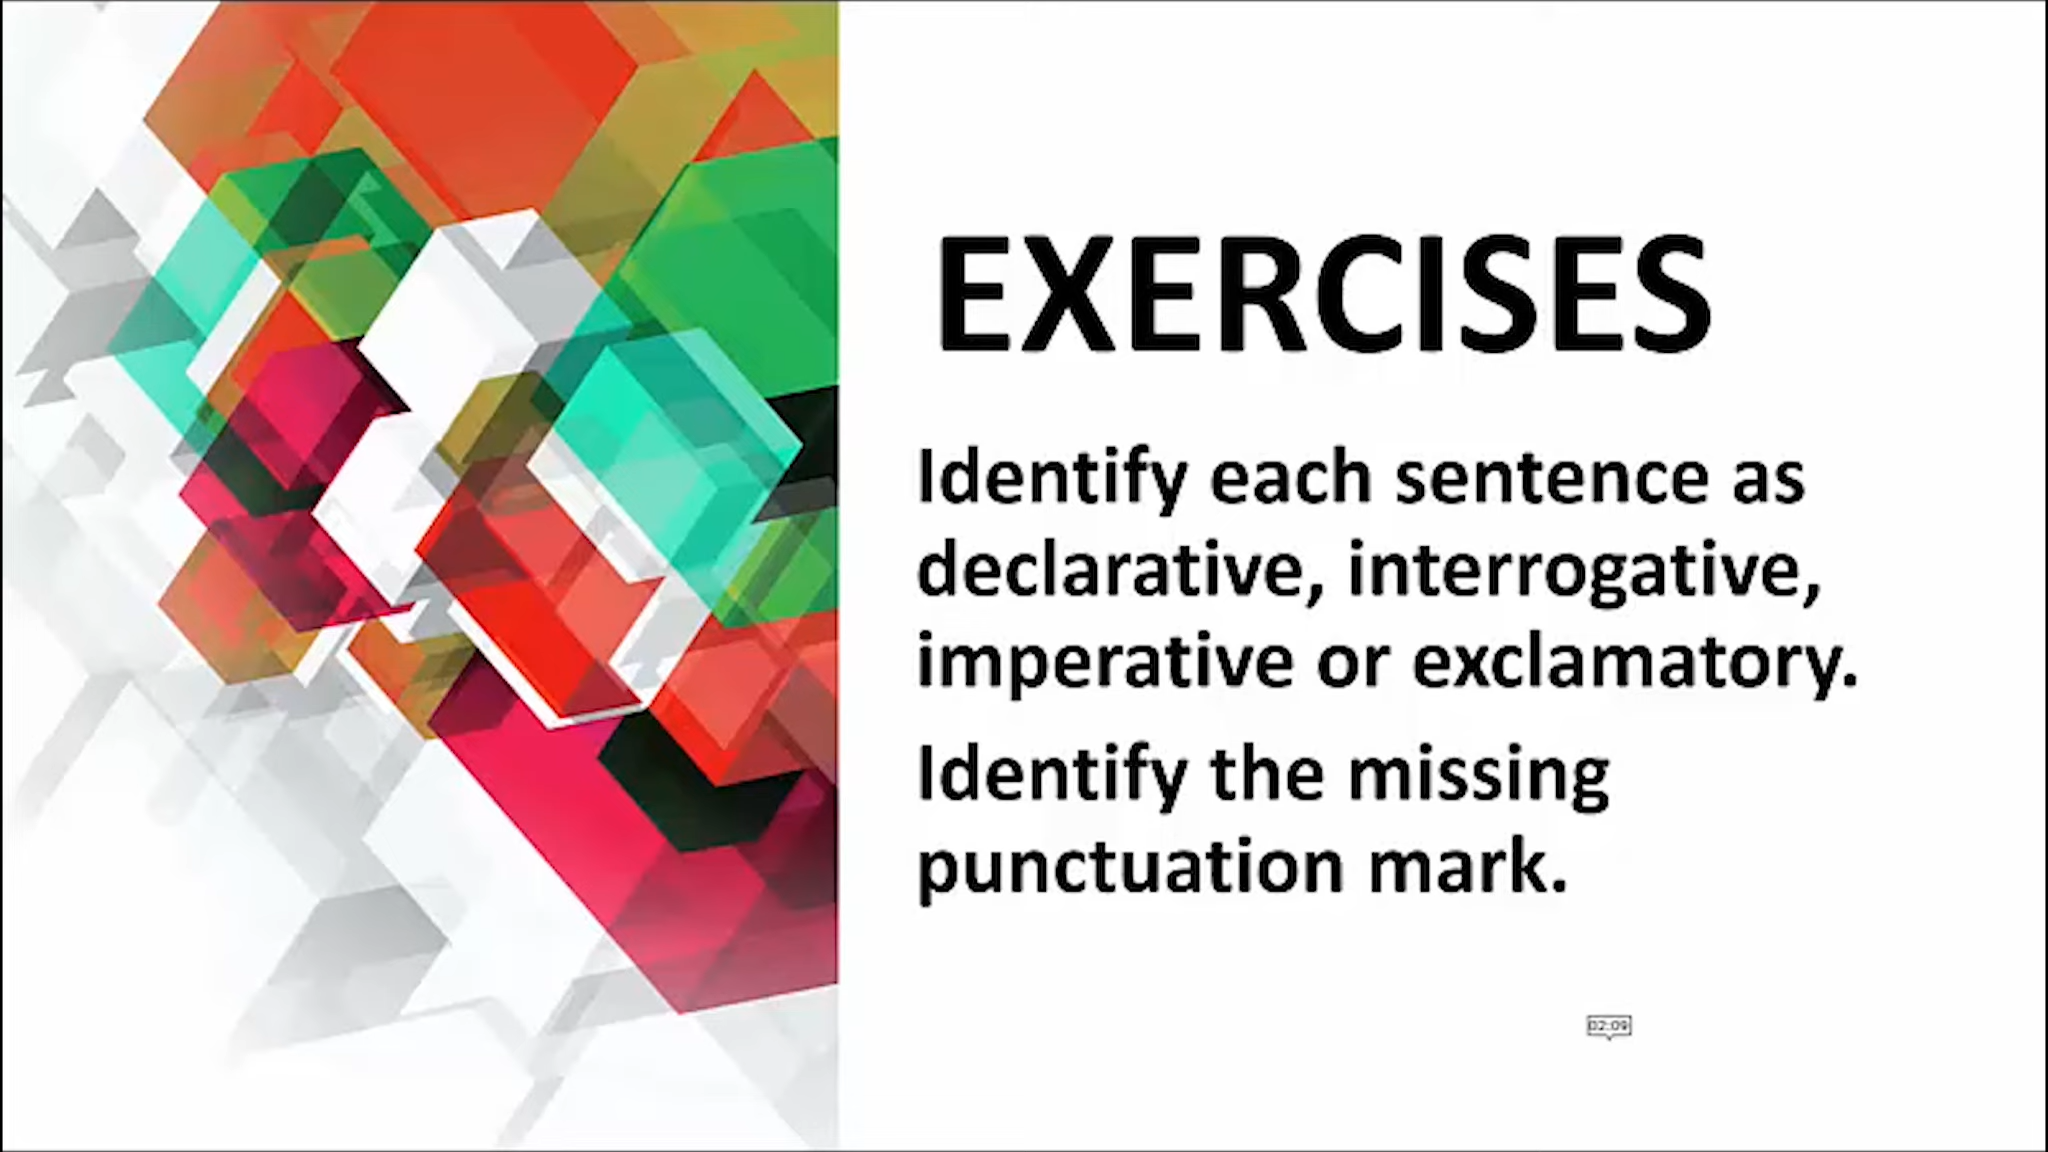 EXERCISES
Identify each sentence as
declarative, interrogative,
imperative or exclamatory.
Identify the missing
punctuation mark.
02:09